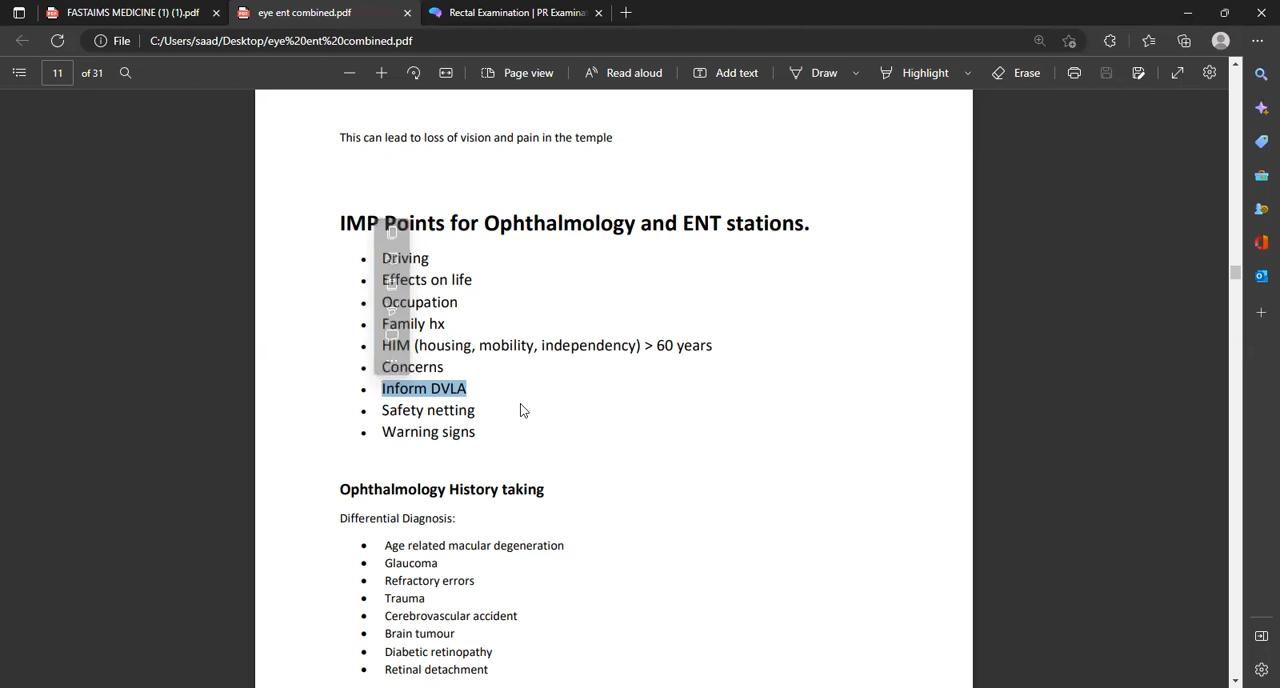 FASTAIMS MEDICINE (1) (1).pdf
eye ent combined.pdf
Rectal Examination | PR Examina
File
C:/Users/saad/Desktop/eye%20ent%20combined.pdf
11 of 31
Page view
Read aloud
Add text
Draw
Highlight
Erase
This can lead to loss of vision and pain in the temple
IMP Points for Ophthalmology and ENT stations.
• Driving
• Effects on life
• Occupation
• Family hx
• HIM (housing, mobility, independency) > 60 years
• Concerns
• Inform DVLA
• Safety netting
• Warning signs
Ophthalmology History taking
Differential Diagnosis:
• Age related macular degeneration
• Glaucoma
• Refractory errors
• Trauma
• Cerebrovascular accident
• Brain tumour
• Diabetic retinopathy
• Retinal detachment